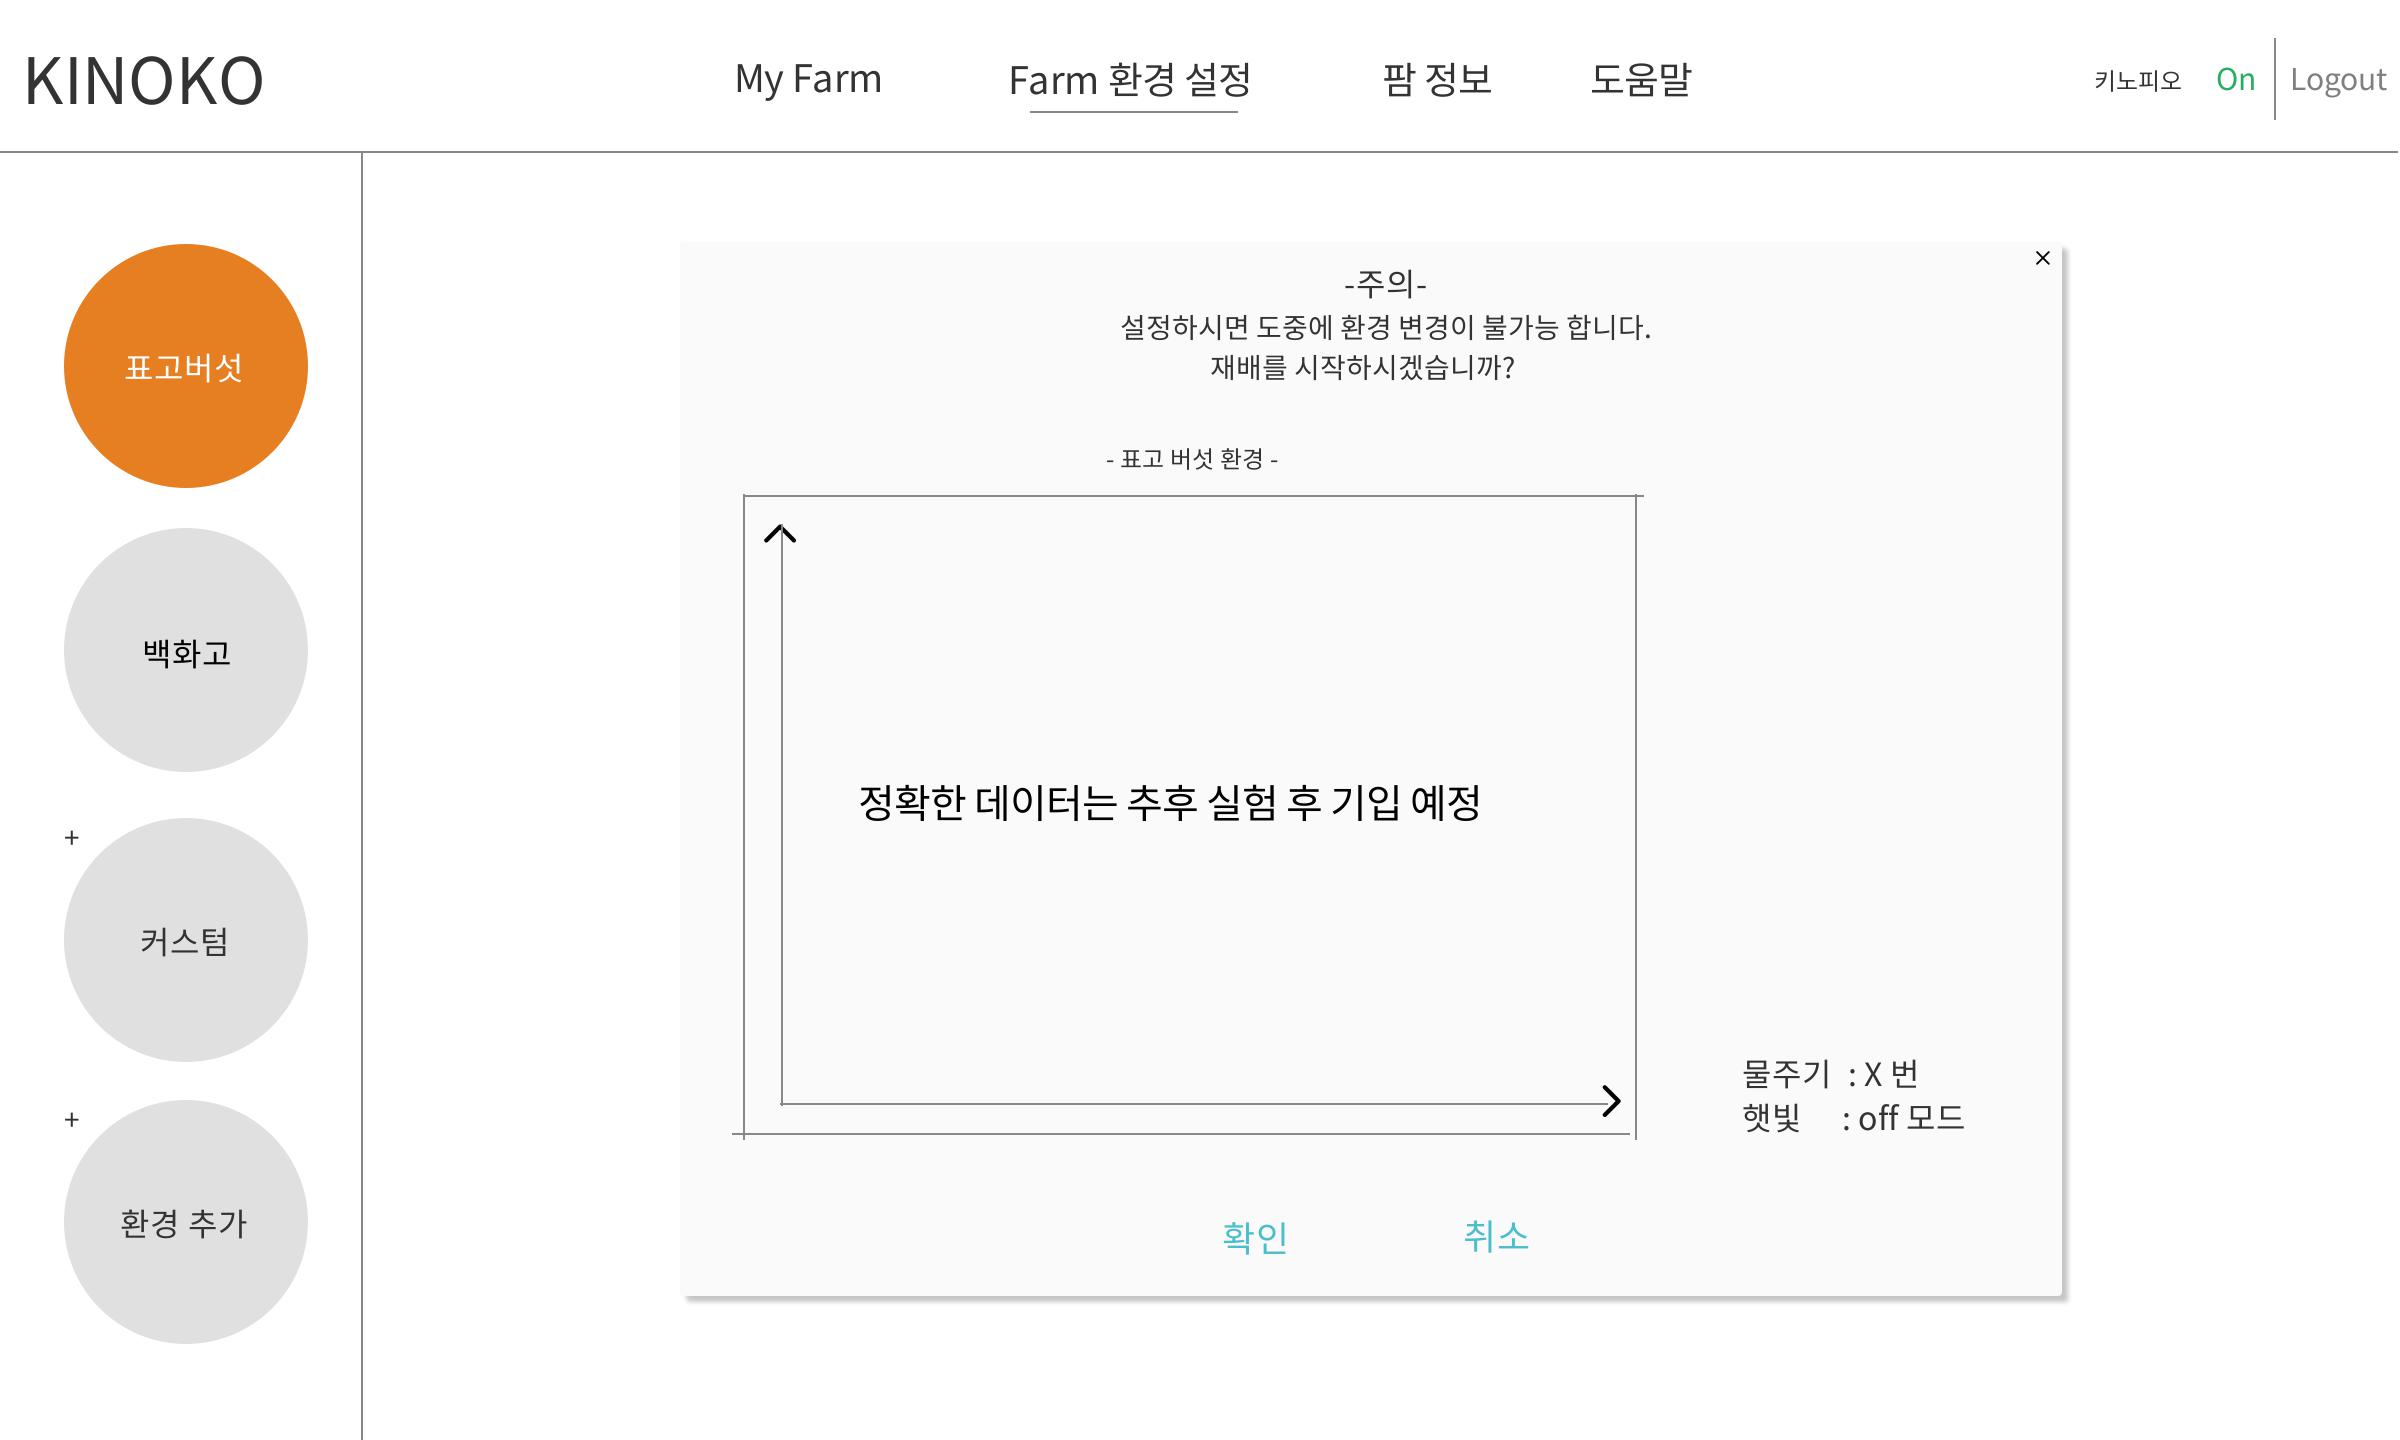 KINOKO
My Farm
Farm 환경 설정
팜 정보
도움말
키노피오
On
Logout
표고버섯
백화고
+
커스텀
+
환경 추가
×
-주의-
설정하시면 도중에 환경 변경이 불가능 합니다.
재배를 시작하시겠습니까?
- 표고 버섯 환경 -
정확한 데이터는 추후 실험 후 기입 예정
물주기 : X 번
햇빛 : off 모드
확인
취소